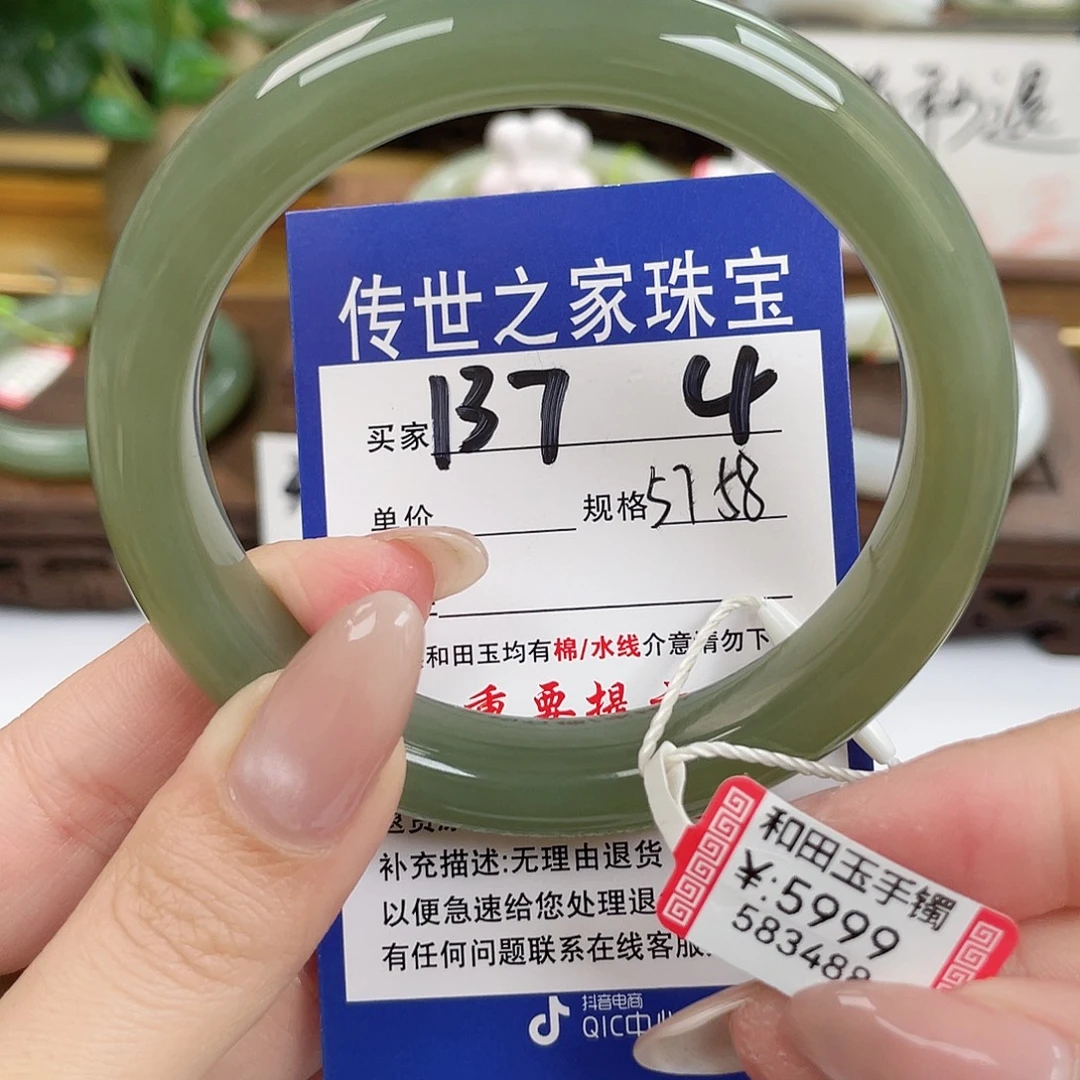 传世之家珠宝
买家 137 4
单价 规格 57 58
和田玉均有棉/水线介意请勿下
重要提示
补充描述:无理由退货
以便急速给您处理退
有任何问题联系在线客服
抖音电商
QIC中心
和田玉手镯
¥:5999
583488
秒退